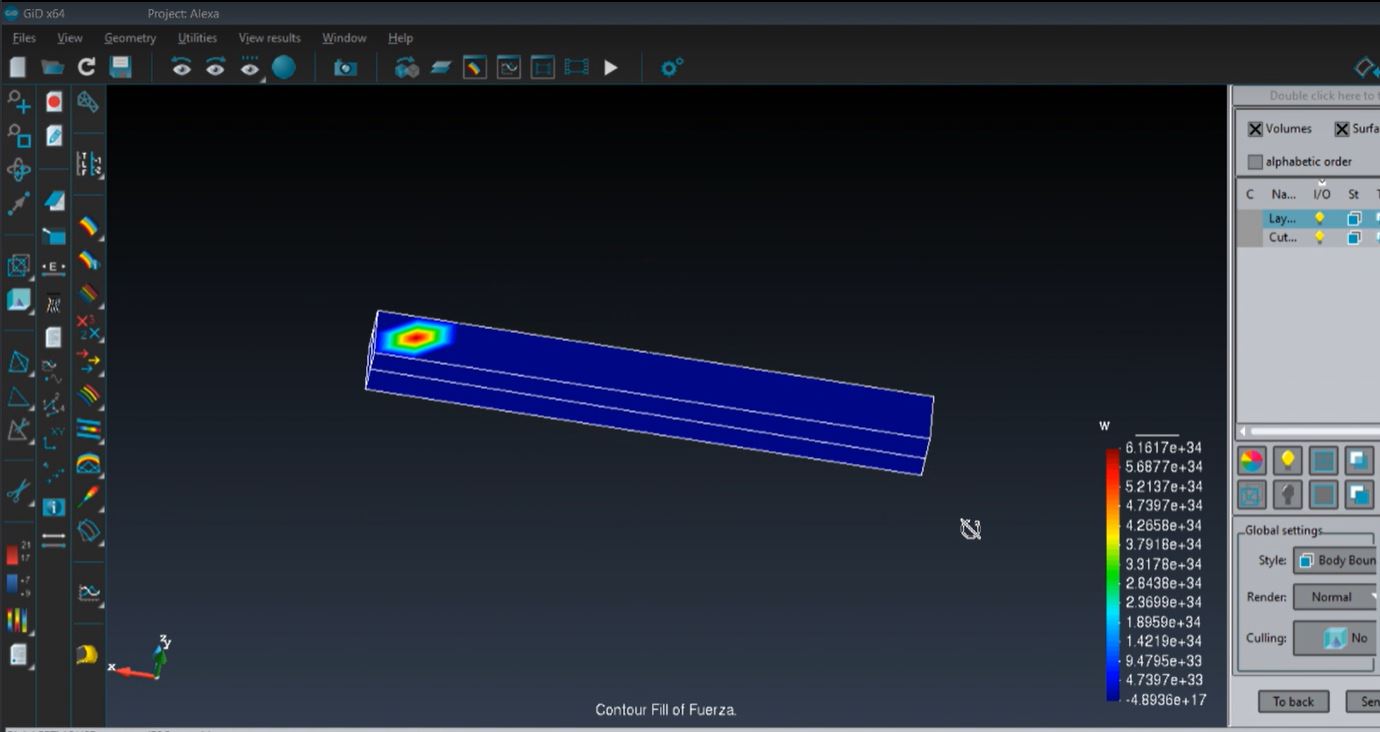 GiD x64 Project: Alexa
Files View Geometry Utilities View results Window Help
Double click here to
Volumes Surfa
alphabetic order
C Na... I/O St
Lay...
Cut...
w
6.1617e+34
5.6877e+34
5.2137e+34
4.7397e+34
4.2658e+34
3.7918e+34
3.3178e+34
2.8438e+34
2.3699e+34
1.8959e+34
1.4219e+34
9.4795e+33
4.7397e+33
-4.8936e+17
Global settings
Style: Body Boun
Render: Normal
Culling: No
To back Sen
x
z
y
Contour Fill of Fuerza.